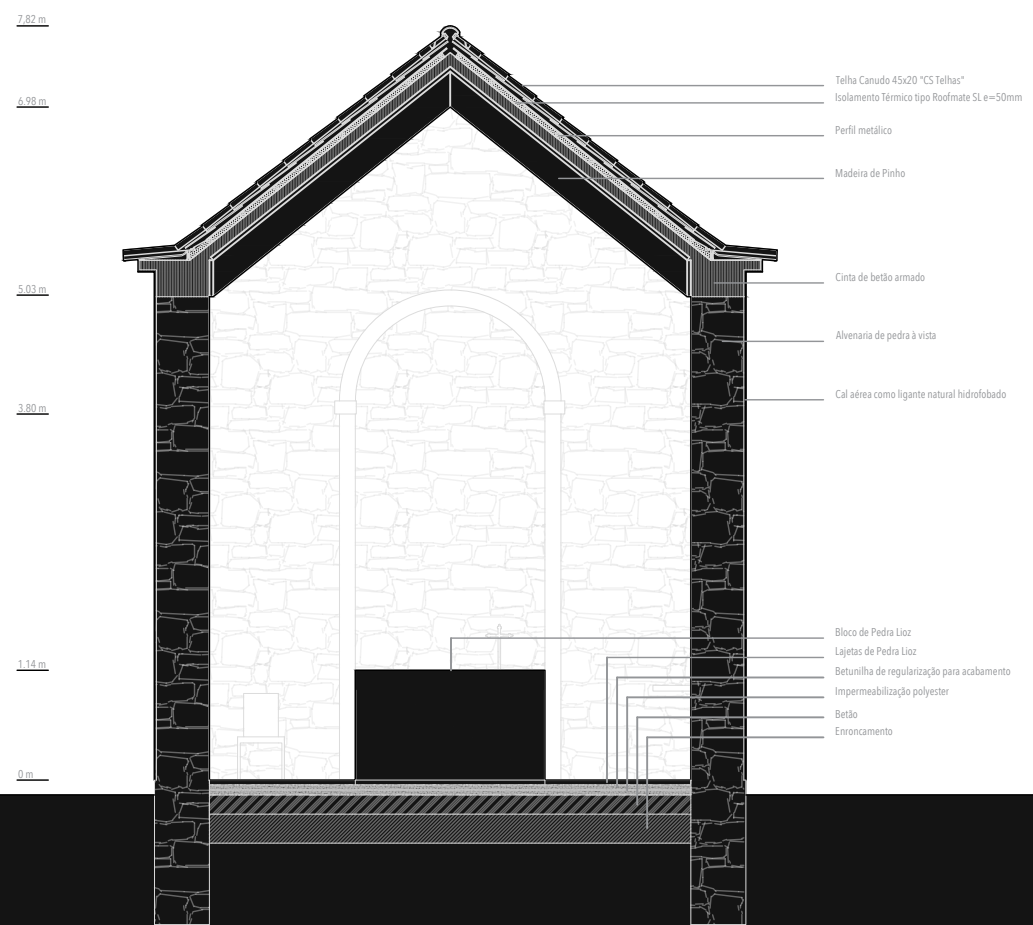 7,82 m
6.98 m
5.03 m
3.80 m
1.14 m
0 m
Telha Canudo 45x20 "CS Telhas"
Isolamento Térmico tipo Roofmate SL e=50mm
Perfil metálico
Madeira de Pinho
Cinta de betão armado
Alvenaria de pedra à vista
Cal aérea como ligante natural hidrofobado
Bloco de Pedra Lioz
Lajetas de Pedra Lioz
Betunilha de regularização para acabamento
Impermeabilização polyester
Betão
Enroncamento